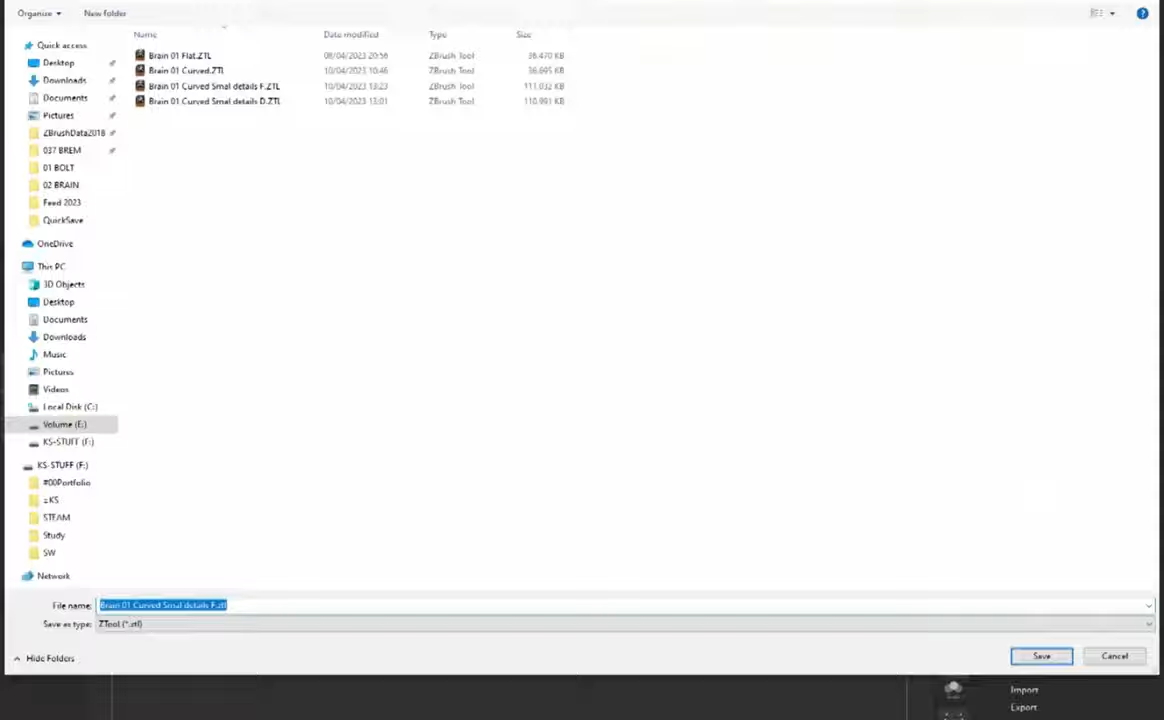 Organize
New folder
Name Date modified Type Size
Brain 01 Flat.ZTL 08/04/2023 20:56 ZBrush Tool 36.470 KB
Brain 01 Curved.ZTL 10/04/2023 10:46 ZBrush Tool 36.695 KB
Brain 01 Curved Smal details F.ZTL 10/04/2023 13:23 ZBrush Tool 111.032 KB
Brain 01 Curved Smal details D.ZTL 10/04/2023 13:01 ZBrush Tool 110.991 KB
Quick access
Desktop
Downloads
Documents
Pictures
ZBrushData2018
037 BREM
01 BOLT
02 BRAIN
Feed 2023
QuickSave
OneDrive
This PC
3D Objects
Desktop
Documents
Downloads
Music
Pictures
Videos
Local Disk (C:)
Volume (E:)
KS-STUFF (F:)
KS-STUFF (F:)
#00Portfolio
STEAM
Study
SW
Network
File name: Brain 01 Curved Smal details F.ztl
Save as type: ZTool (*.ztl)
Hide Folders
Save
Cancel
Import
Export